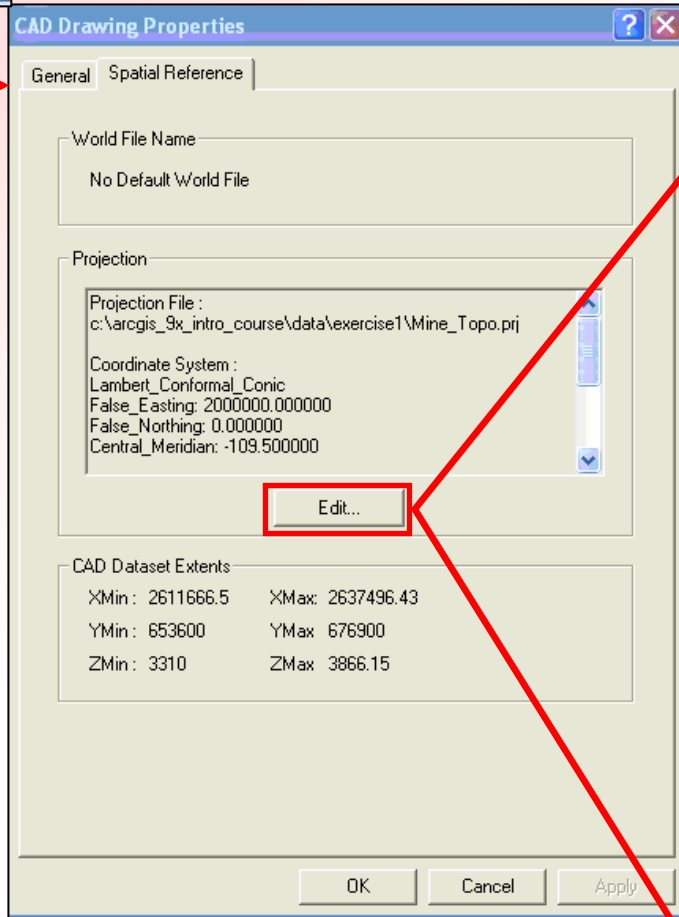 CAD Drawing Properties
General Spatial Reference
World File Name
No Default World File
Projection
Projection File :
c:\arcgis_9x_intro_course\data\exercise1\Mine_Topo.prj
Coordinate System :
Lambert_Conformal_Conic
False_Easting: 2000000.000000
False_Northing: 0.000000
Central_Meridian: -109.500000
Edit...
CAD Dataset Extents
XMin : 2611666.5 XMax: 2637496.43
YMin : 653600 YMax 676900
ZMin : 3310 ZMax 3866.15
OK Cancel Apply